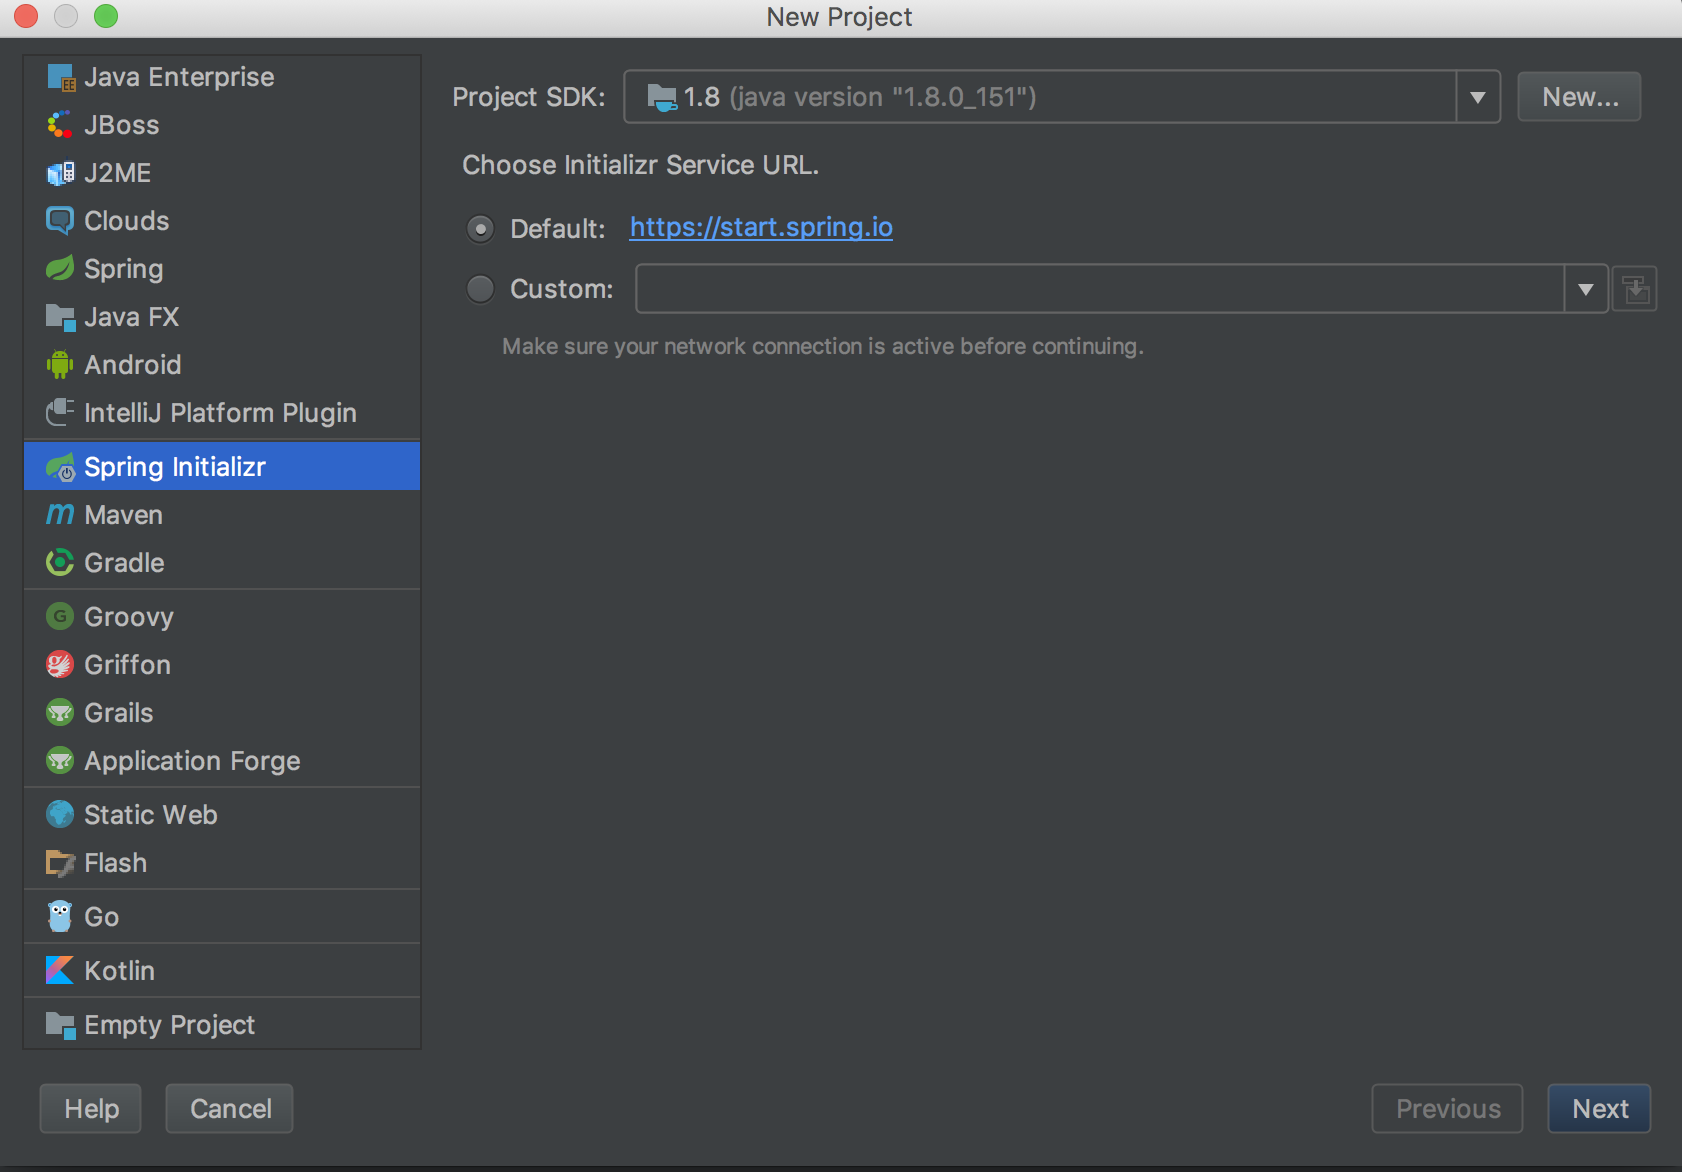 New Project
Java Enterprise
JBoss
J2ME
Clouds
Spring
Java FX
Android
IntelliJ Platform Plugin
Spring Initializr
Maven
Gradle
Groovy
Griffon
Grails
Application Forge
Static Web
Flash
Go
Kotlin
Empty Project
Project SDK: 1.8 (java version "1.8.0_151") New...
Choose Initializr Service URL.
Default: https://start.spring.io
Custom:
Make sure your network connection is active before continuing.
Help Cancel Previous Next